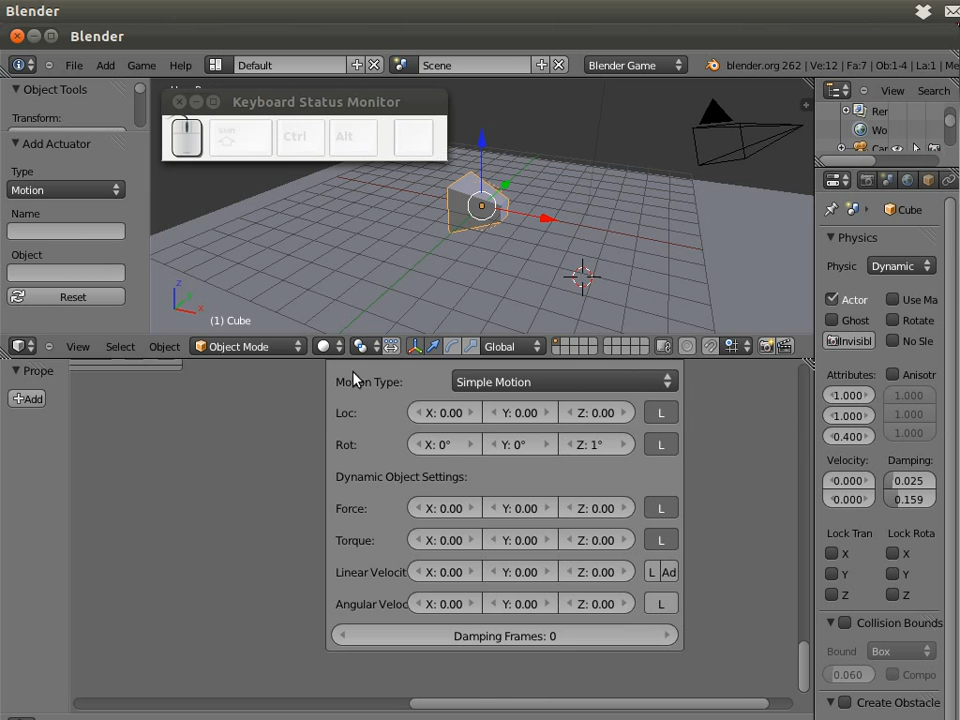 Blender
Blender
File Add Game Help Default Scene Blender Game blender.org 262 | Ve:12 | Fa:7 | Ob:1-4 | La:1 | Me
Object Tools
Transform:
Add Actuator
Type
Motion
Name
Object
Reset
Keyboard Status Monitor
Ctrl Alt
z
x
(1) Cube
View Search
Rer
Wo
Car
Cube
Physics
Physic Dynamic
Actor Use Ma
Ghost Rotate
Invisibl No Sle
View Select Object Object Mode Global
Prope
Add
Motion Type: Simple Motion
Loc: X: 0.00 Y: 0.00 Z: 0.00 L
Rot: X: 0° Y: 0° Z: 1° L
Dynamic Object Settings:
Force: X: 0.00 Y: 0.00 Z: 0.00 L
Torque: X: 0.00 Y: 0.00 Z: 0.00 L
Linear Velocit X: 0.00 Y: 0.00 Z: 0.00 L Ad
Angular Veloc X: 0.00 Y: 0.00 Z: 0.00 L
Damping Frames: 0
Attributes: Anisotr
1.000 1.000
1.000 1.000
0.400 1.000
Velocity: Damping:
0.000 0.025
0.000 0.159
Lock Tran Lock Rota
X X
Y Y
Z Z
Collision Bounds
Bound Box
0.060 Compo
Create Obstacle